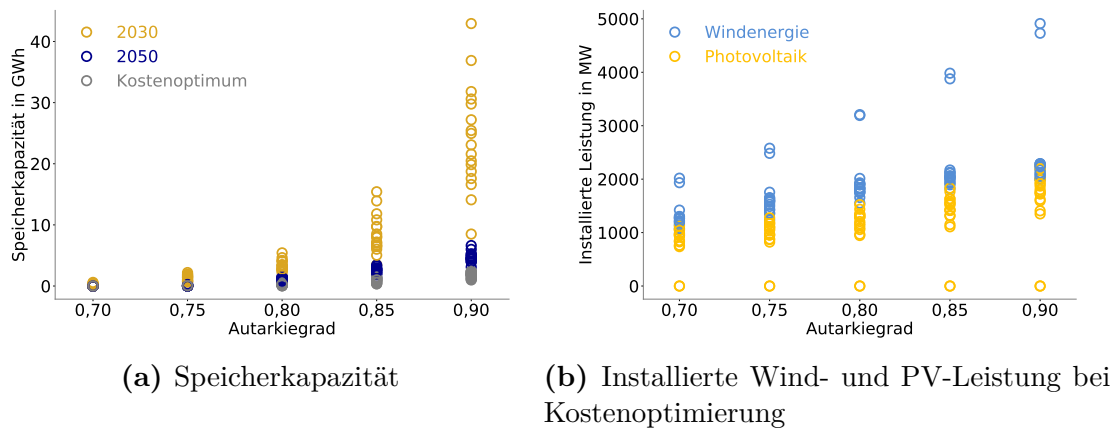 Speicherkapazität in GWh
40
30
20
10
0
2030
2050
Kostenoptimum
0,70 0,75 0,80 0,85 0,90
Autarkiegrad
(a) Speicherkapazität
Installierte Leistung in MW
5000
4000
3000
2000
1000
0
Windenergie
Photovoltaik
0,70 0,75 0,80 0,85 0,90
Autarkiegrad
(b) Installierte Wind- und PV-Leistung bei
Kostenoptimierung